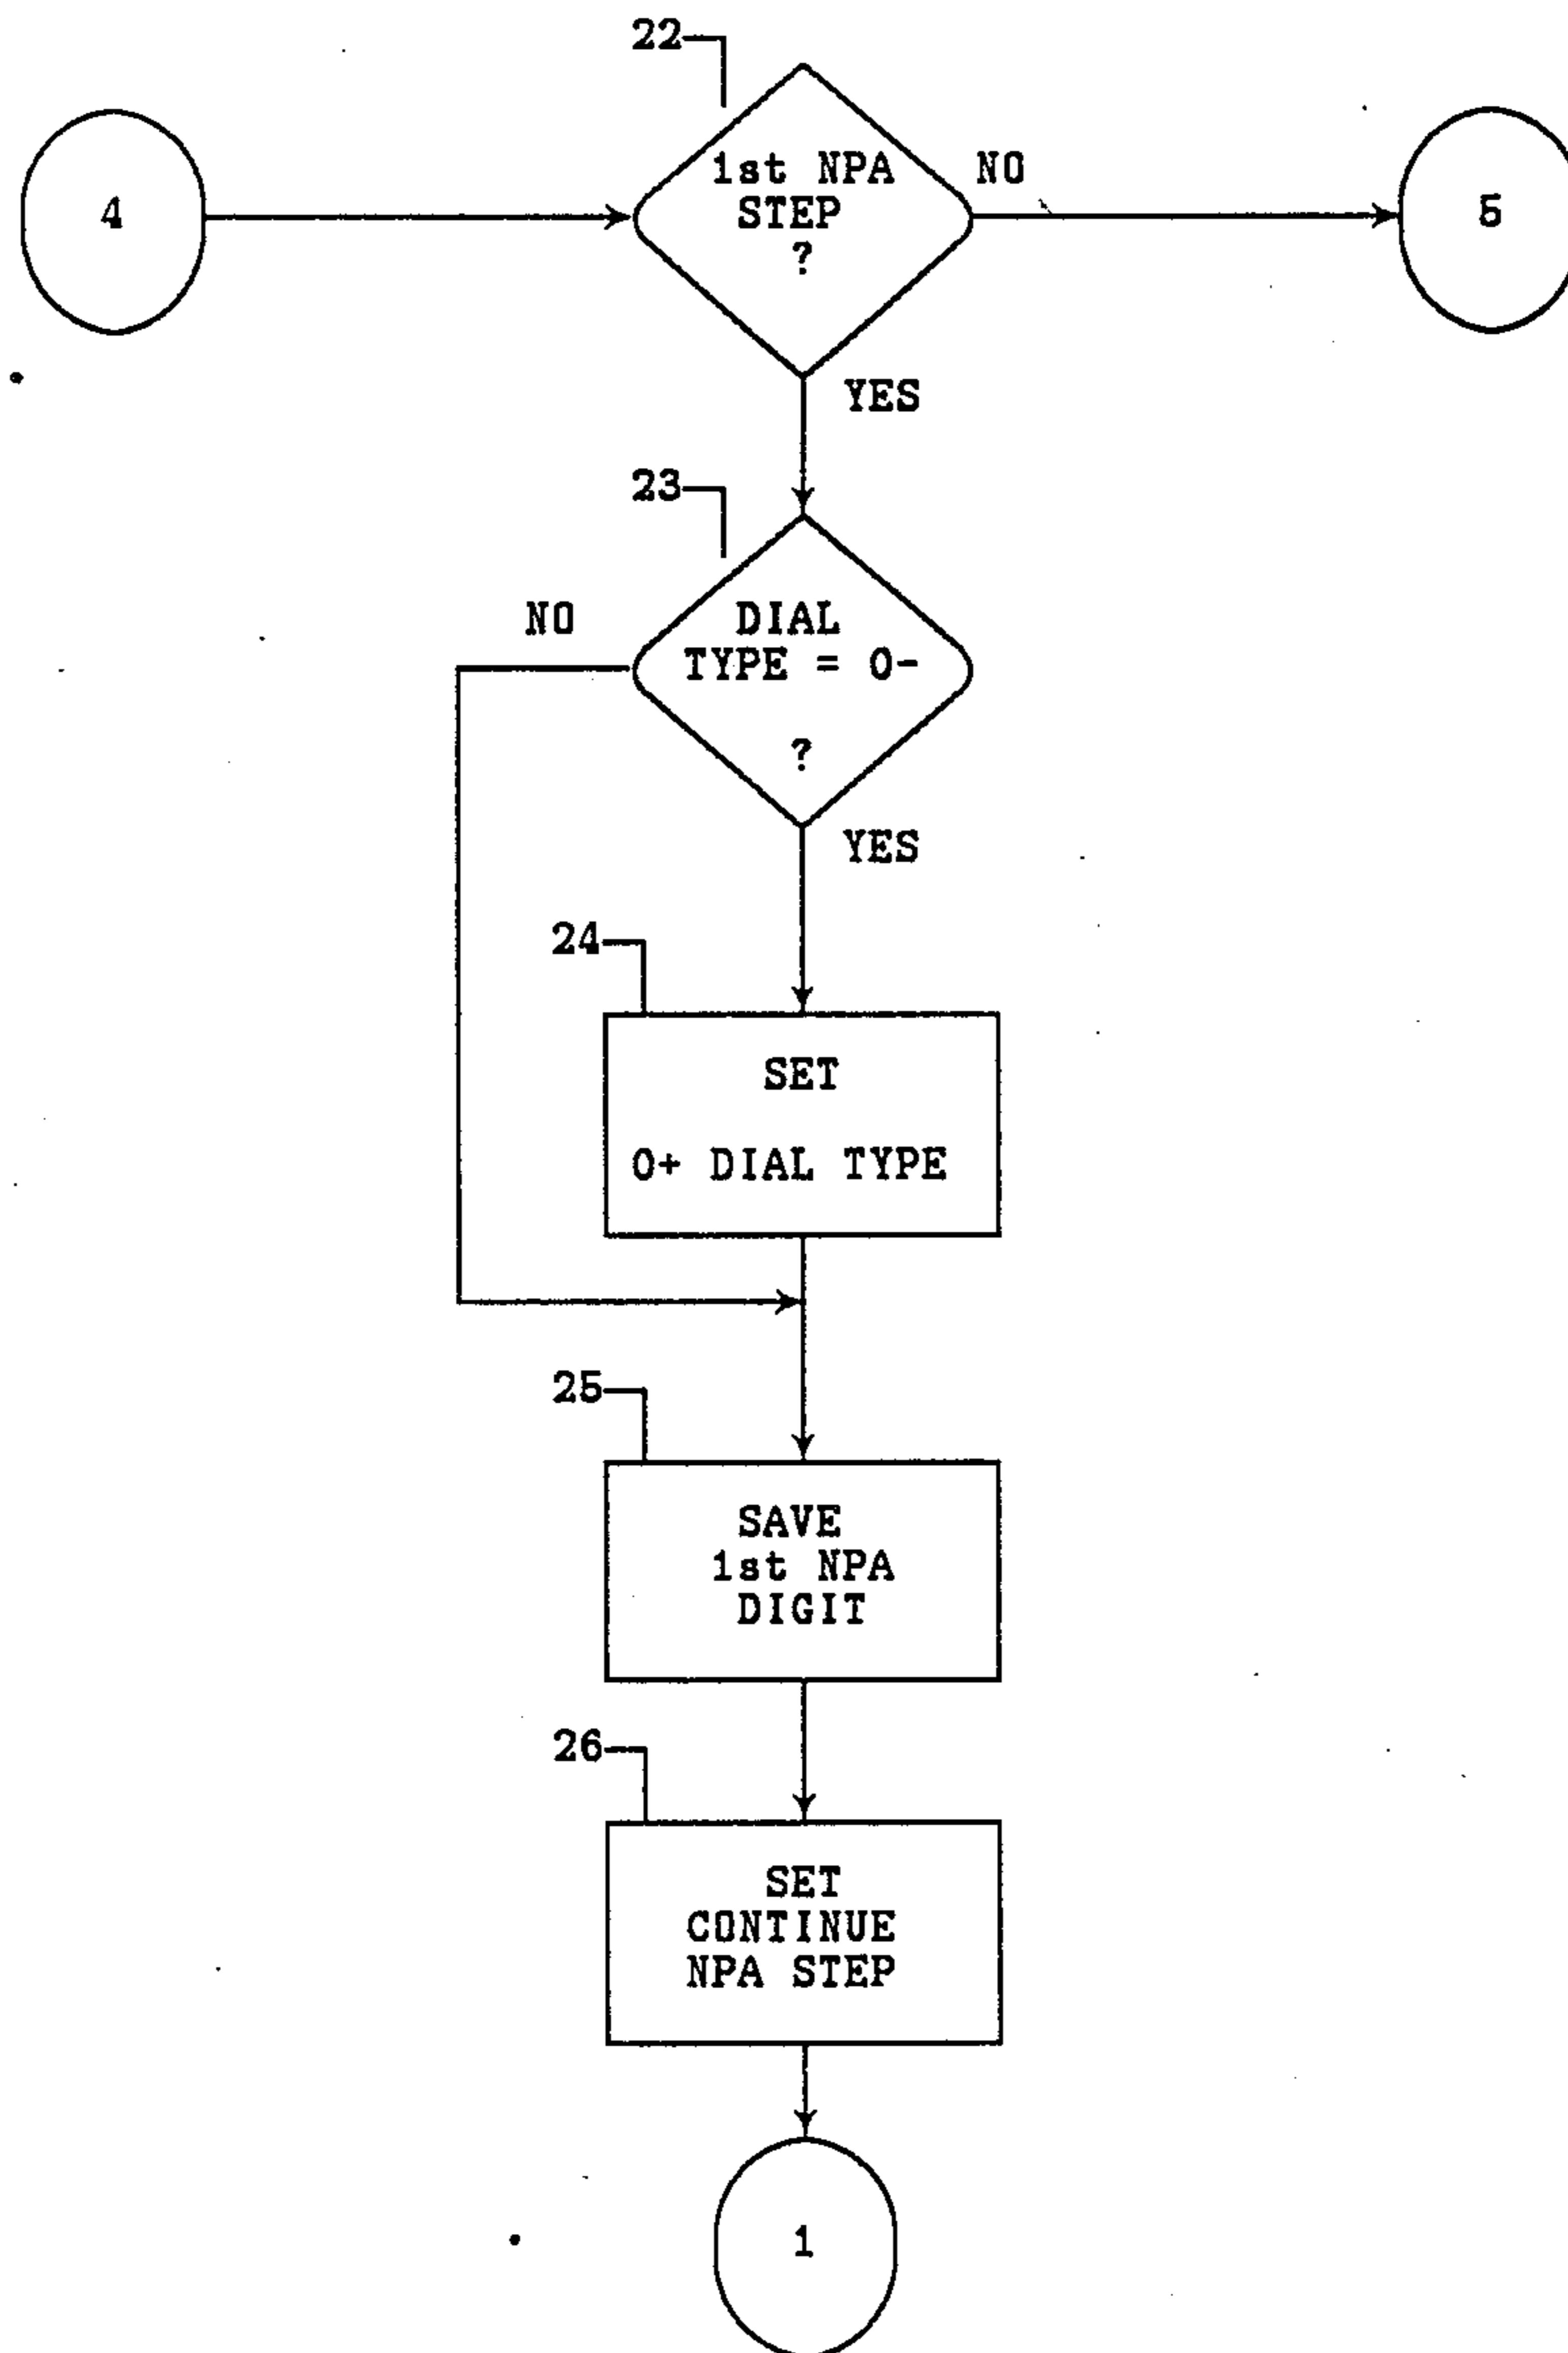 22
4
1st NPA
STEP
?
NO
5
YES
23
NO
DIAL
TYPE = 0-
?
YES
24
SET
0+ DIAL TYPE
25
SAVE
1st NPA
DIGIT
26
SET
CONTINUE
NPA STEP
1